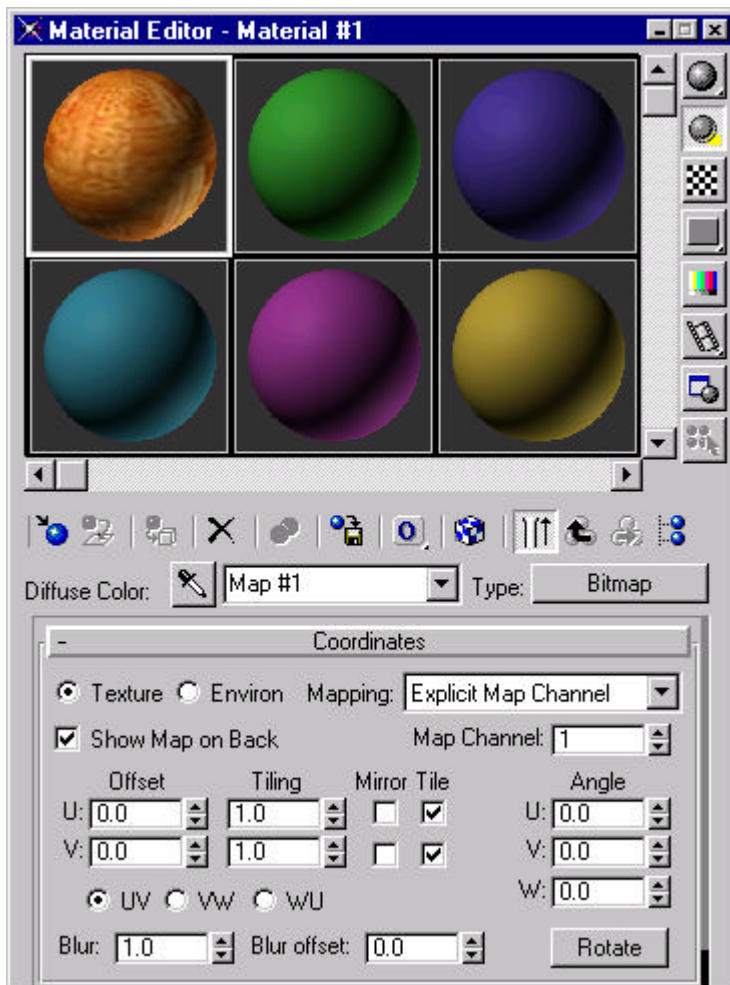 Material Editor - Material #1
0
Diffuse Color: Map #1 Type: Bitmap
- Coordinates
Texture Environ Mapping: Explicit Map Channel
Show Map on Back Map Channel: 1
Offset Tiling Mirror Tile Angle
U: 0.0 1.0 U: 0.0
V: 0.0 1.0 V: 0.0
W: 0.0
UV VW WU
Blur: 1.0 Blur offset: 0.0 Rotate